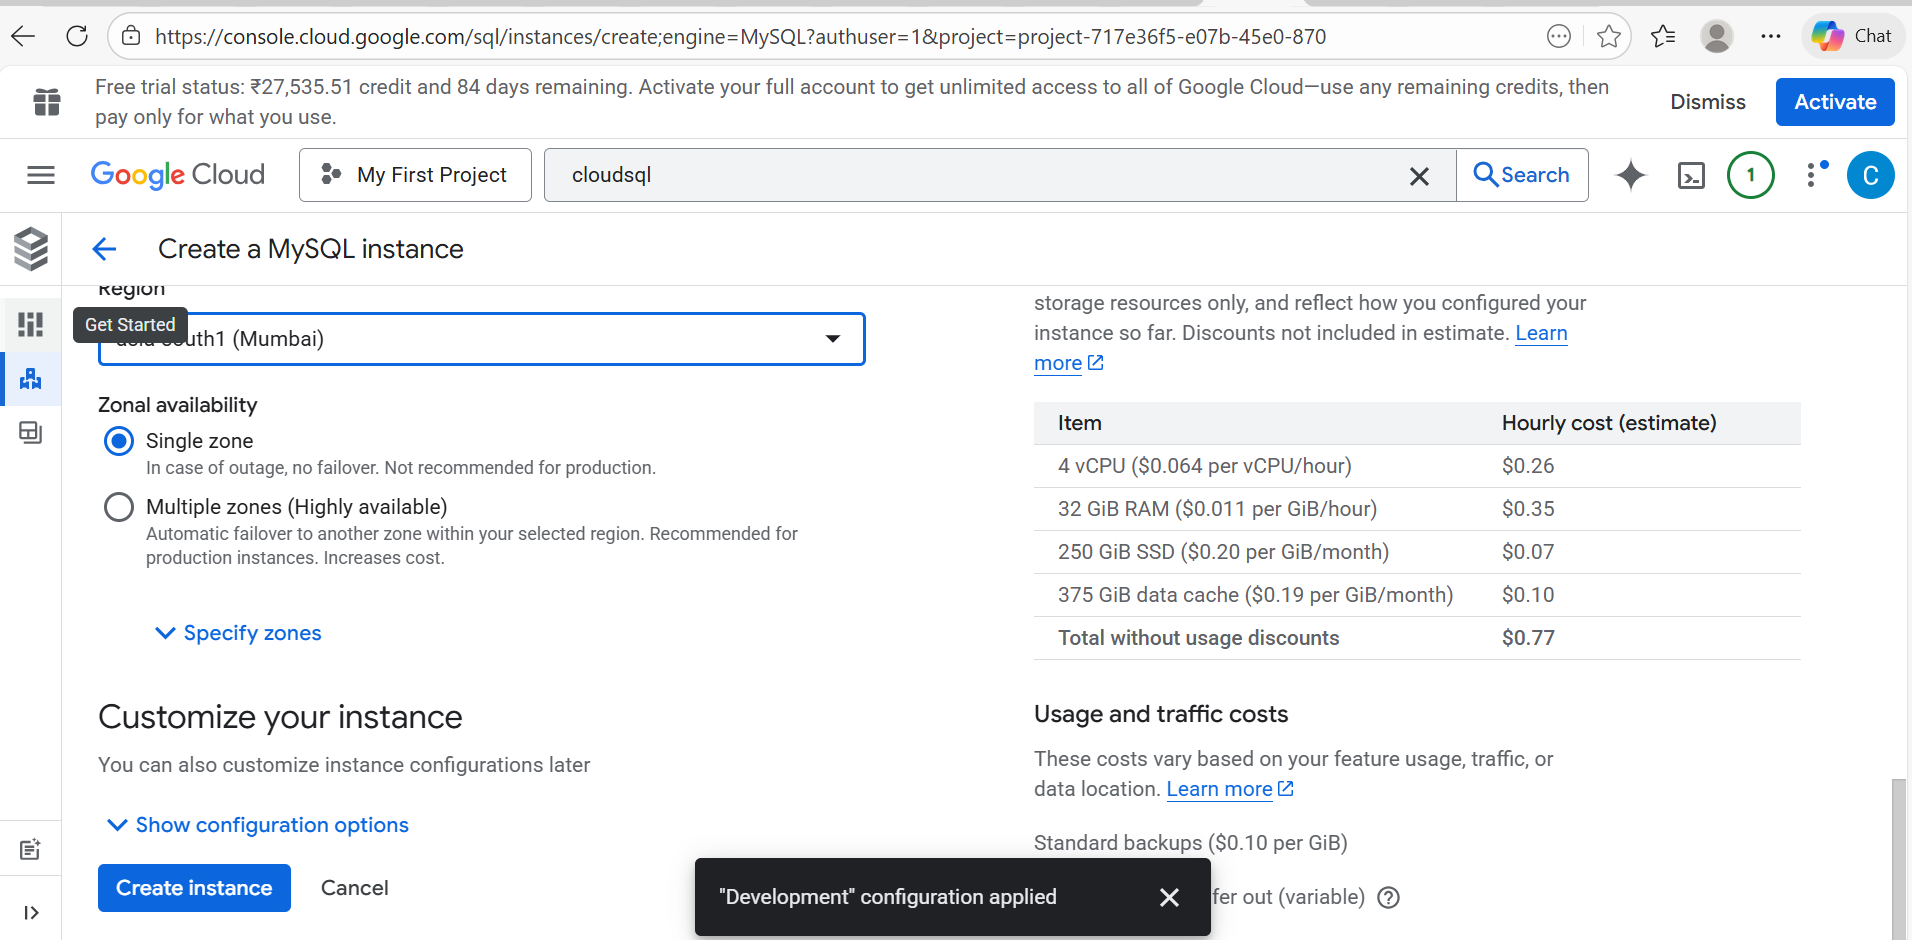 https://console.cloud.google.com/sql/instances/create;engine=MySQL?authuser=1&project=project-717e36f5-e07b-45e0-870
Chat
Free trial status: ₹27,535.51 credit and 84 days remaining. Activate your full account to get unlimited access to all of Google Cloud—use any remaining credits, then
pay only for what you use.
Dismiss
Activate
Google Cloud
My First Project
cloudsql
Search
1
C
Create a MySQL instance
Region
Get Started
south1 (Mumbai)
Zonal availability
Single zone
In case of outage, no failover. Not recommended for production.
Multiple zones (Highly available)
Automatic failover to another zone within your selected region. Recommended for
production instances. Increases cost.
Specify zones
Customize your instance
You can also customize instance configurations later
Show configuration options
Create instance
Cancel
storage resources only, and reflect how you configured your
instance so far. Discounts not included in estimate. Learn
more
Item Hourly cost (estimate)
4 vCPU ($0.064 per vCPU/hour) $0.26
32 GiB RAM ($0.011 per GiB/hour) $0.35
250 GiB SSD ($0.20 per GiB/month) $0.07
375 GiB data cache ($0.19 per GiB/month) $0.10
Total without usage discounts $0.77
Usage and traffic costs
These costs vary based on your feature usage, traffic, or
data location. Learn more
Standard backups ($0.10 per GiB)
fer out (variable)
"Development" configuration applied